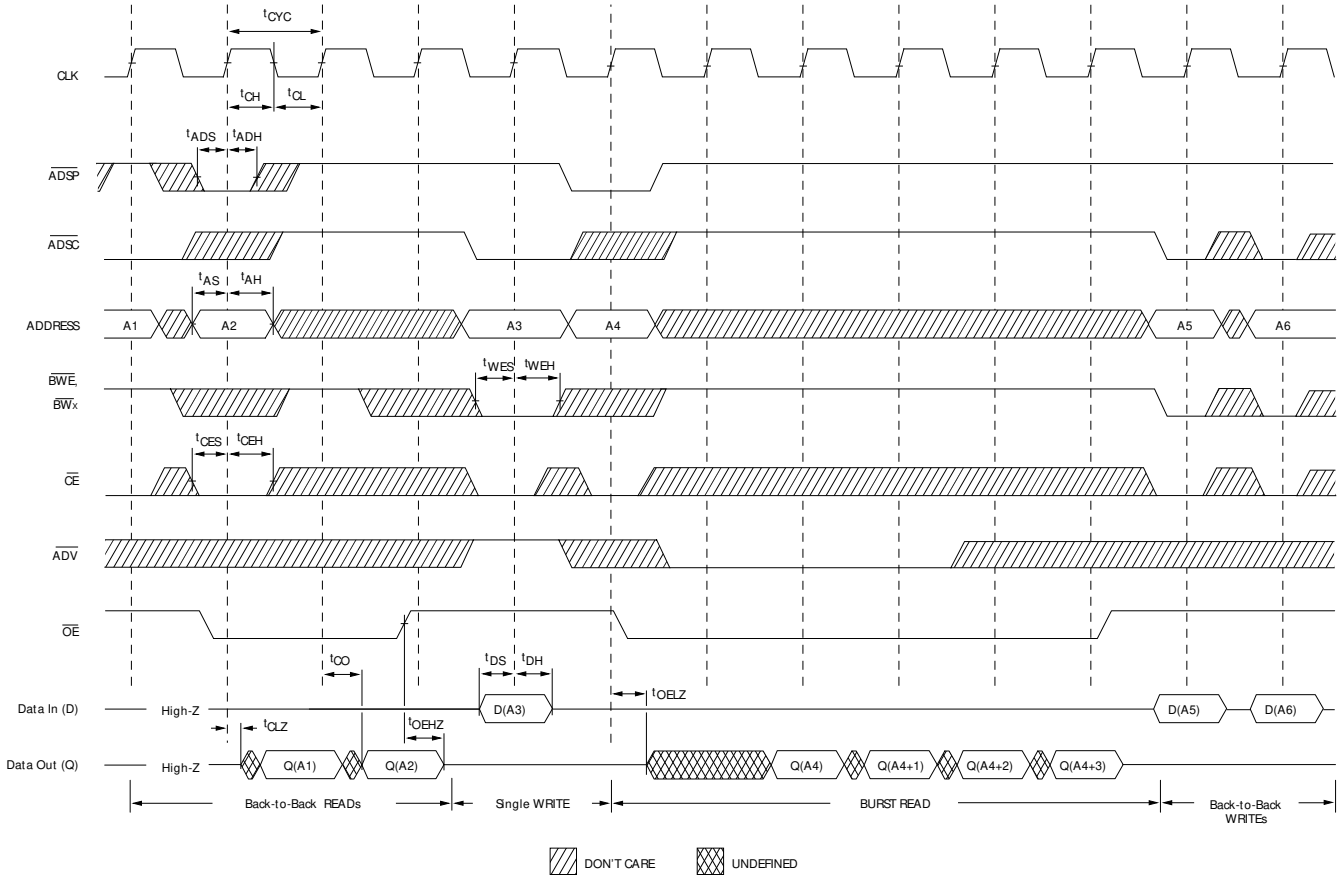 tCYC
CLK
tCH
tCL
tADS
tADH
ADSP
ADSC
tAS
tAH
ADDRESS
A1
A2
A3
A4
A5
A6
tWES
tWEH
BWE,
BWx
tCES
tCEH
CE
ADV
OE
tCO
tDS
tDH
tOELZ
Data In (D)
High-Z
D(A3)
D(A5)
D(A6)
tCLZ
tOEHZ
Data Out (Q)
High-Z
Q(A1)
Q(A2)
Q(A4)
Q(A4+1)
Q(A4+2)
Q(A4+3)
Back-to-Back READs
Single WRITE
BURST READ
Back-to-Back
WRITEs
DON'T CARE
UNDEFINED